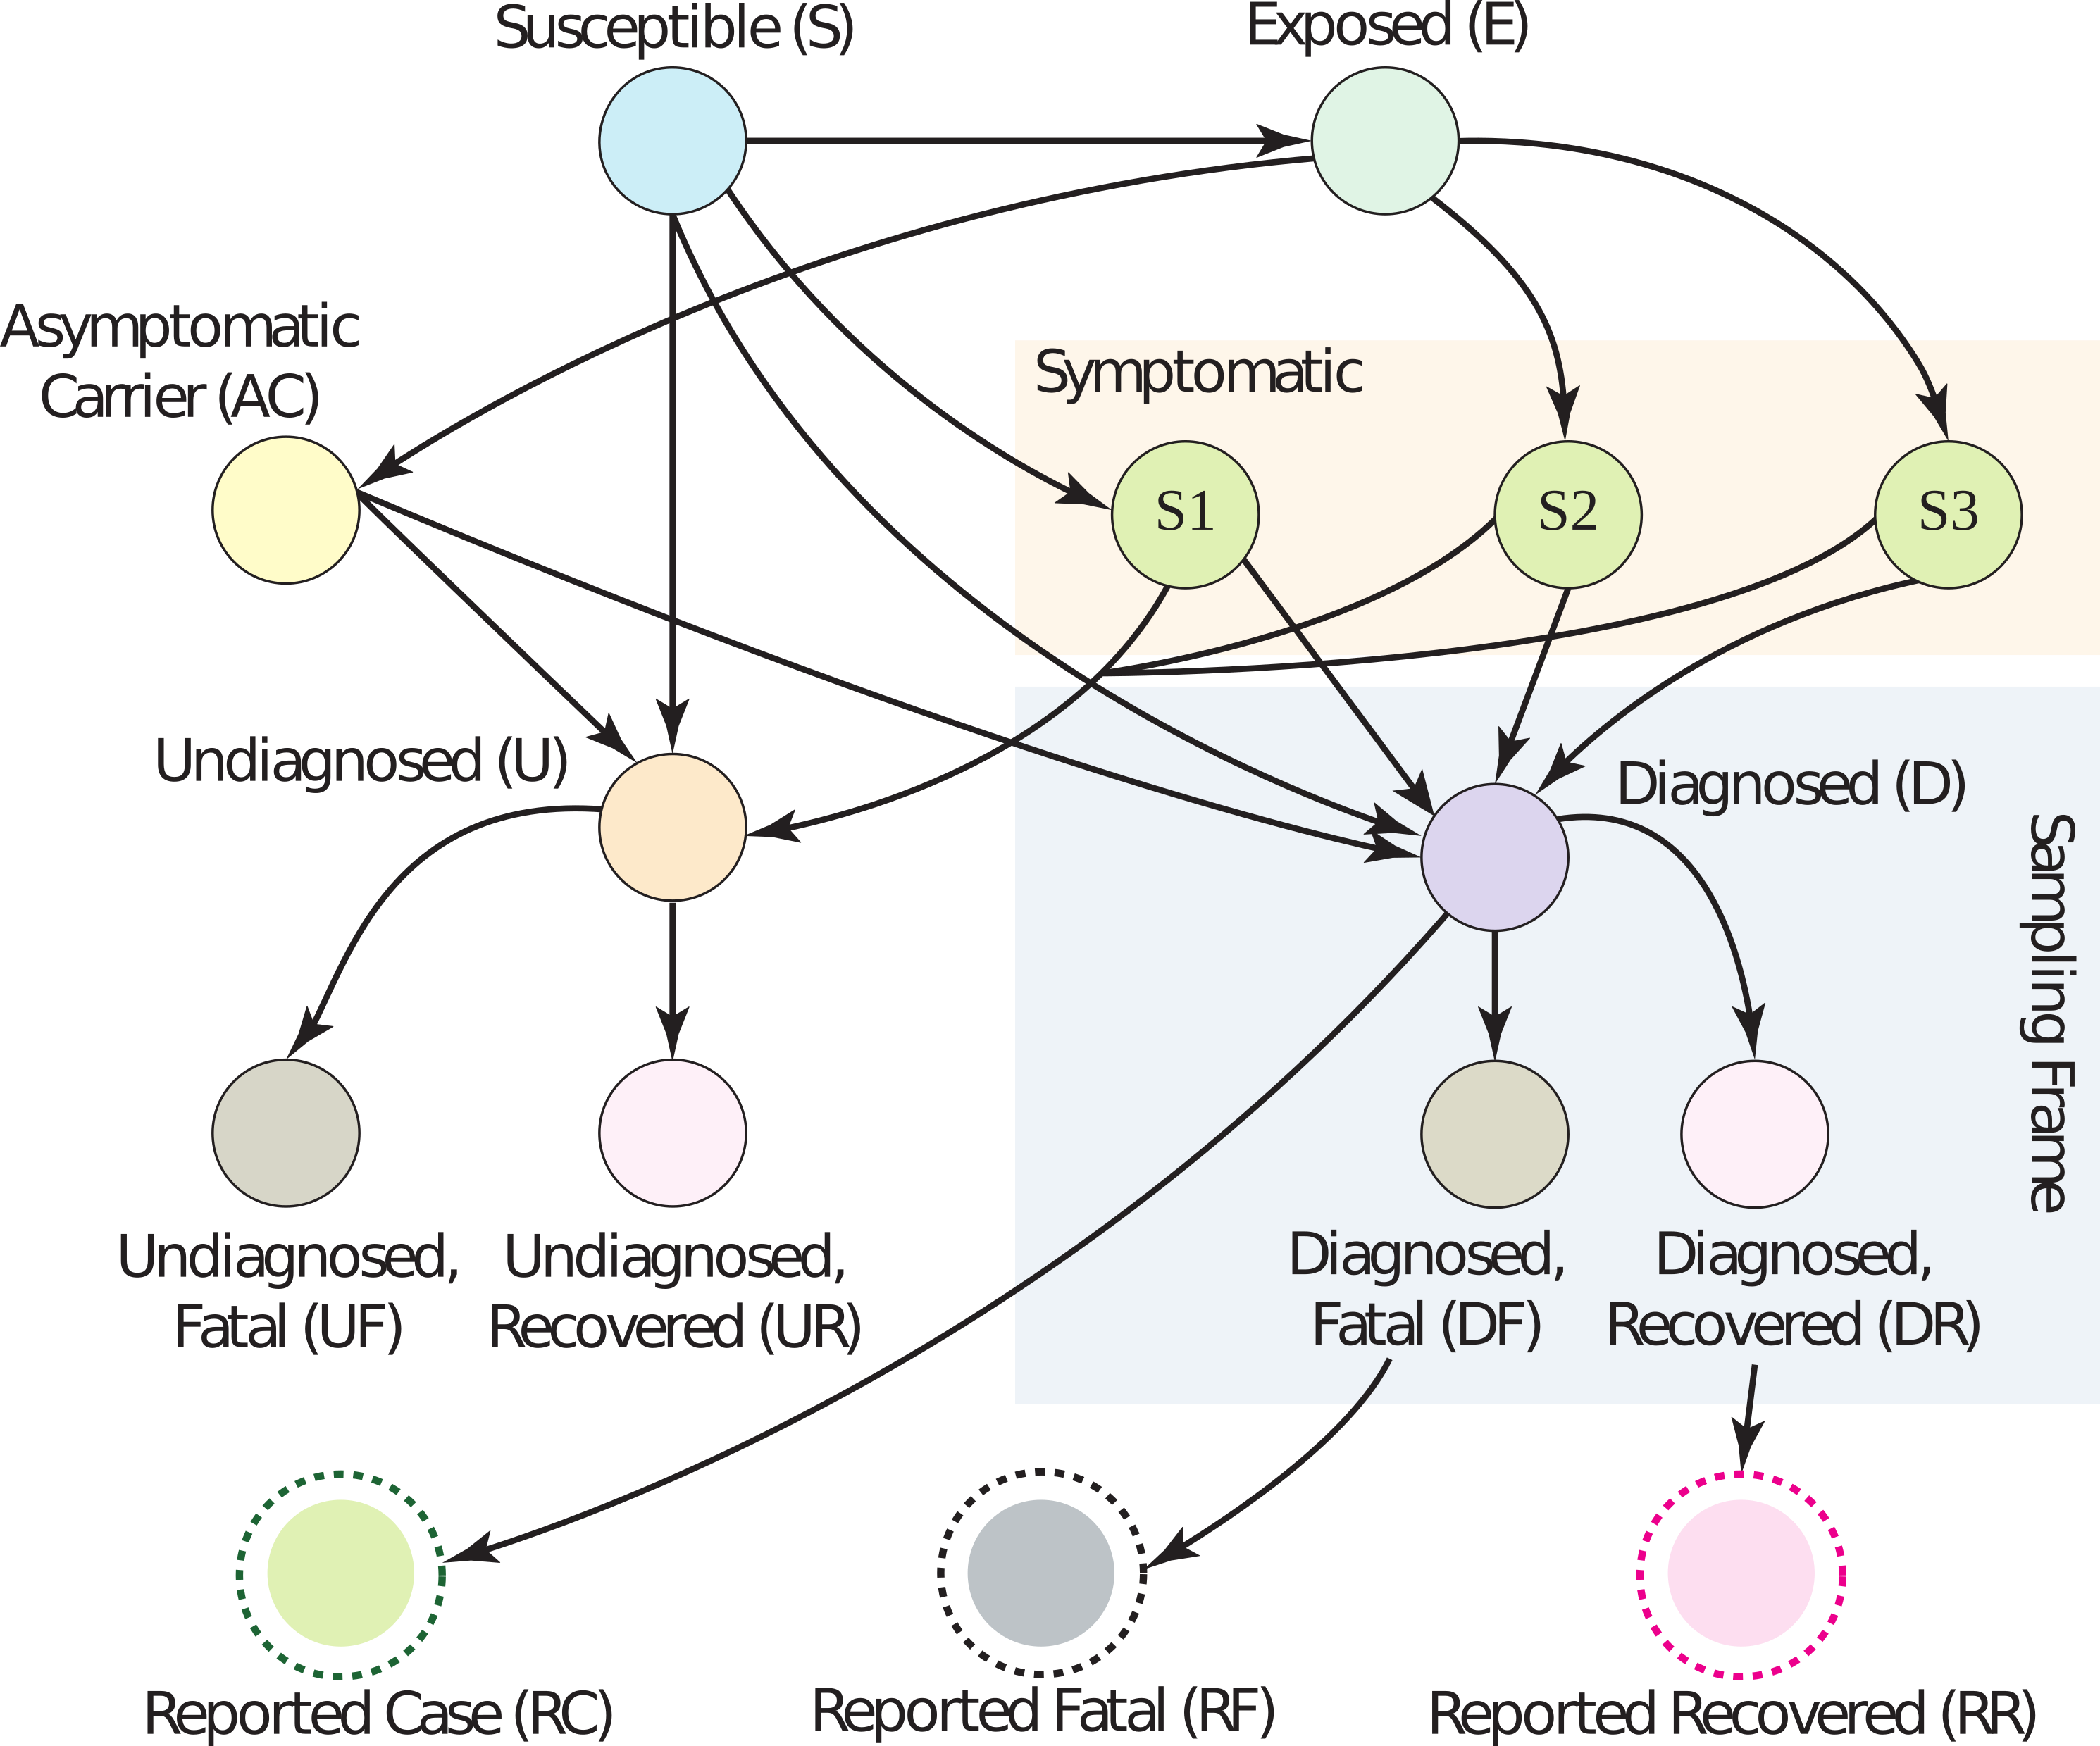 Susceptible (S)
Exposed (E)
Asymptomatic
Carrier (AC)
Symptomatic
S1
S2
S3
Undiagnosed (U)
Diagnosed (D)
Sampling Frame
Undiagnosed,
Fatal (UF)
Undiagnosed,
Recovered (UR)
Diagnosed,
Fatal (DF)
Diagnosed,
Recovered (DR)
Reported Case (RC)
Reported Fatal (RF)
Reported Recovered (RR)